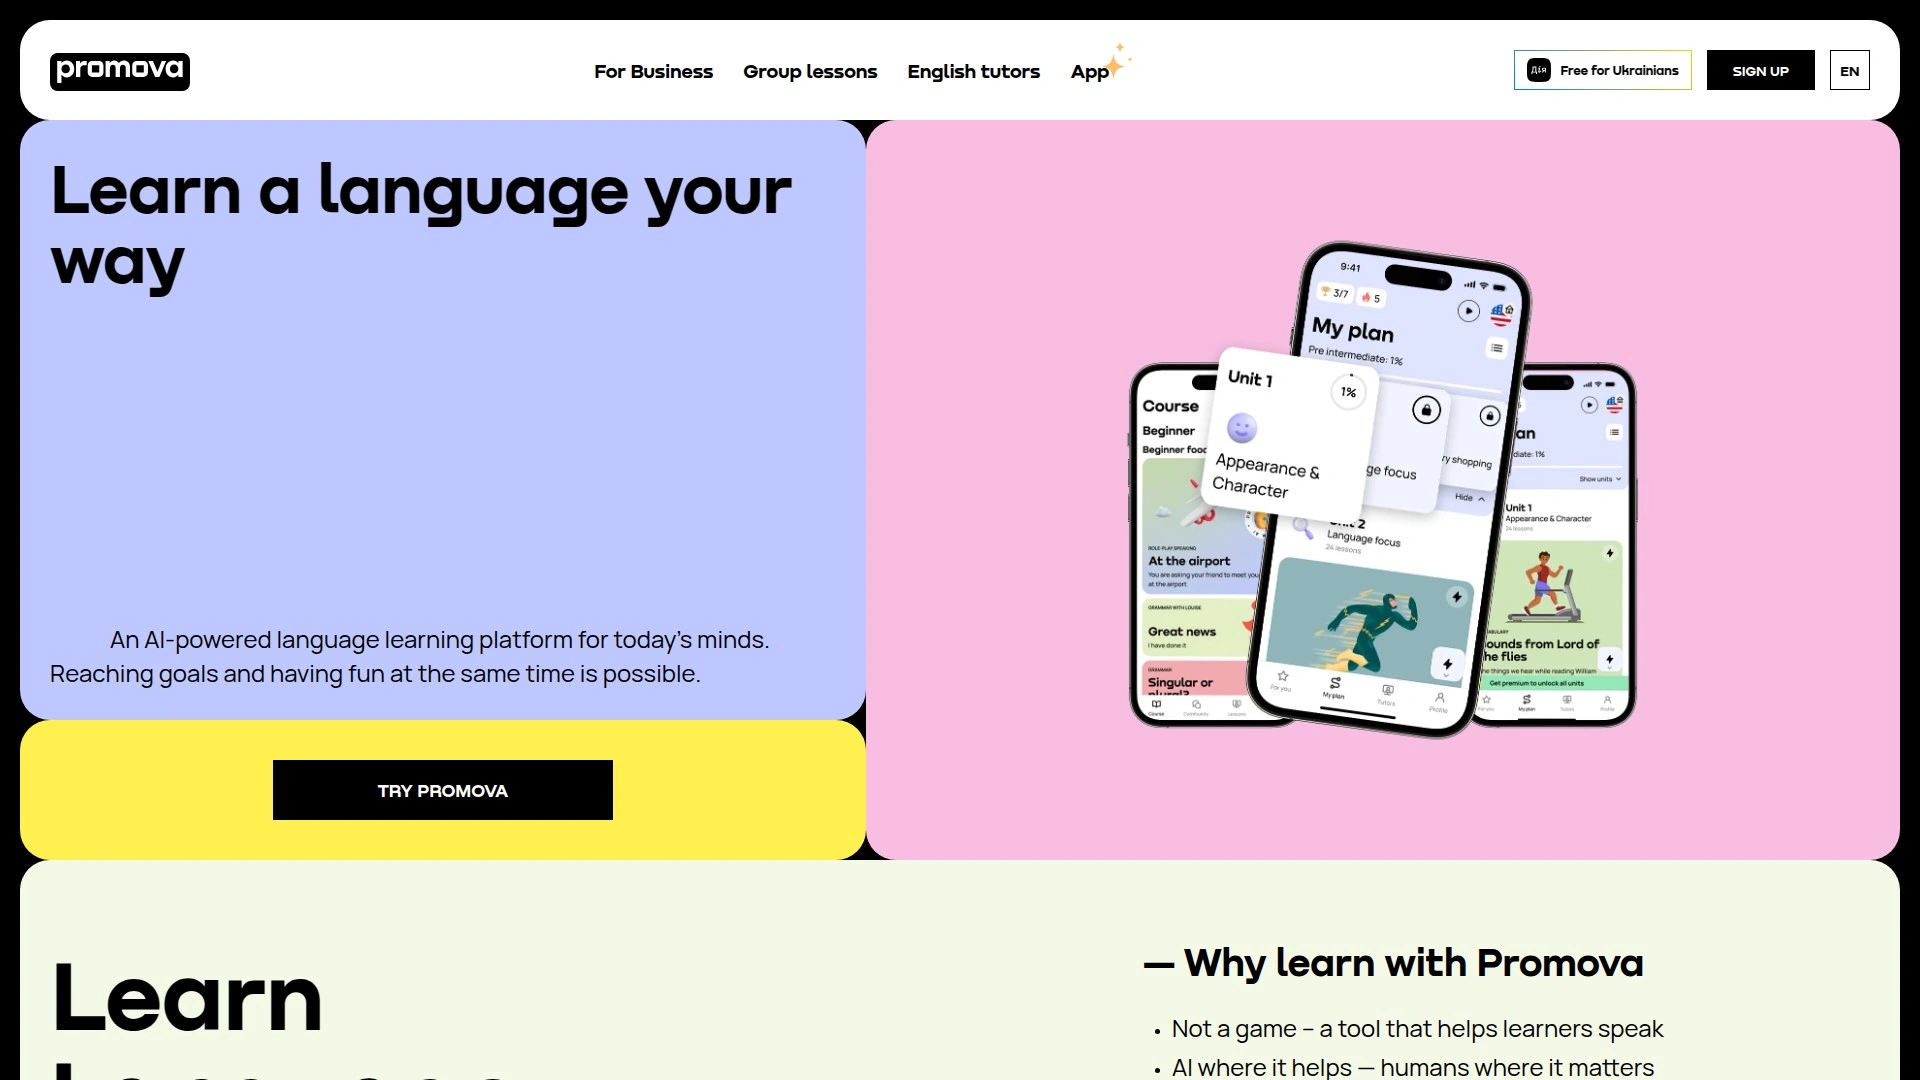 promova
For Business
Group lessons
English tutors
App
Дія
Free for Ukrainians
SIGN UP
EN
Learn a language your
way
An AI-powered language learning platform for today's minds.
Reaching goals and having fun at the same time is possible.
TRY PROMOVA
9:41
3/7
5
My plan
Pre intermediate: 1%
Unit 1
1%
Appearance &
Character
ge focus
ry shopping
Hide
2
Language focus
24 lessons
For you
My plan
Tutors
Profile
Course
Beginner
Beginner food
ROLE-PLAY SPEAKING
At the airport
You are asking your friend to meet you
at the airport
GRAMMAR WITH LOUISE
Great news
I have done it
GRAMMAR
Singular or
plural?
Course
Community
Lessons
an
diate: 1%
Show units
Unit 1
Appearance & Character
24 lessons
BULARY
ounds from Lord of
he flies
he things we hear while reading William
Get premium to unlock all units
For you
My plan
Tutors
Profile
Learn
— Why learn with Promova
• Not a game – a tool that helps learners speak
• AI where it helps — humans where it matters